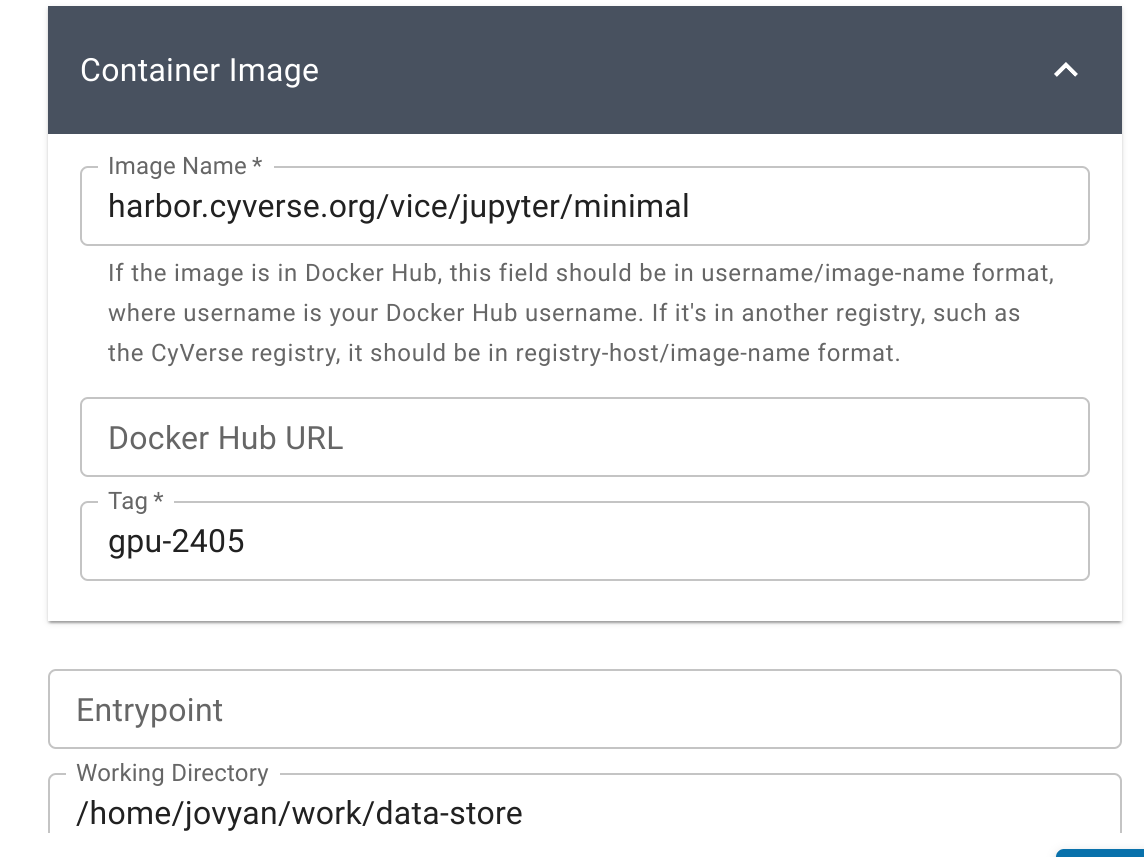 Container Image
Image Name *
harbor.cyverse.org/vice/jupyter/minimal
If the image is in Docker Hub, this field should be in username/image-name format,
where username is your Docker Hub username. If it's in another registry, such as
the CyVerse registry, it should be in registry-host/image-name format.
Docker Hub URL
Tag *
gpu-2405
Entrypoint
Working Directory
/home/jovyan/work/data-store